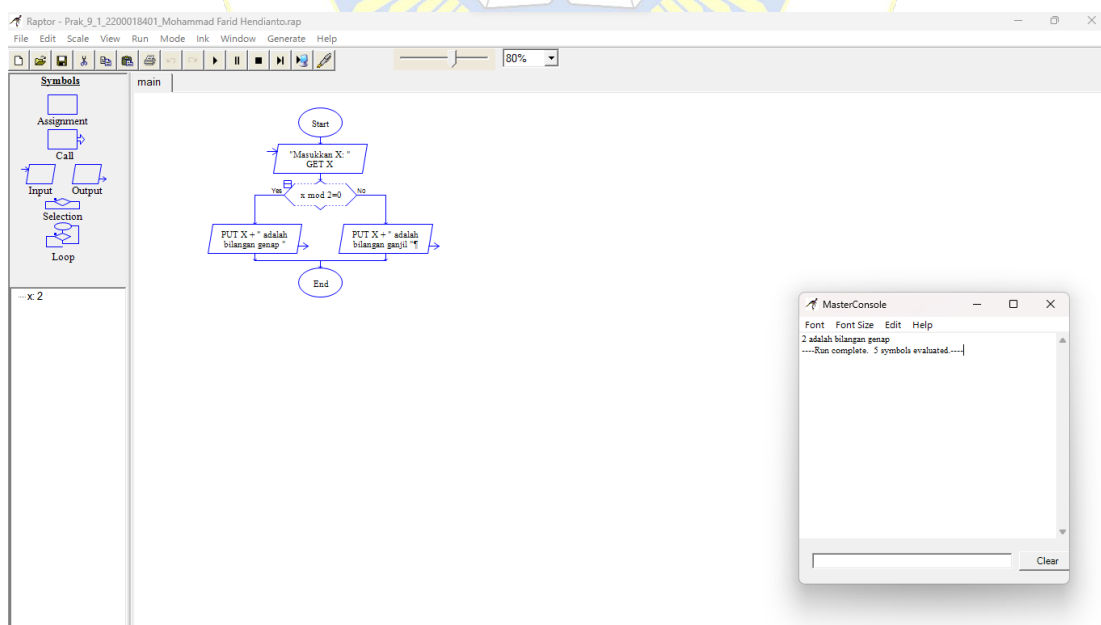 Raptor - Prak_9_1_2200018401_Mohammad Farid Hendianto.rap
File Edit Scale View Run Mode Ink Window Generate Help
80%
Symbols
Assignment
Call
Input Output
Selection
Loop
x: 2
main
Start
"Masukkan X: "
GET X
Yes
x mod 2=0
No
PUT X + " adalah
bilangan genap "
PUT X + " adalah
bilangan ganjil "¶
End
MasterConsole
Font Font Size Edit Help
2 adalah bilangan genap
----Run complete. 5 symbols evaluated.----
Clear